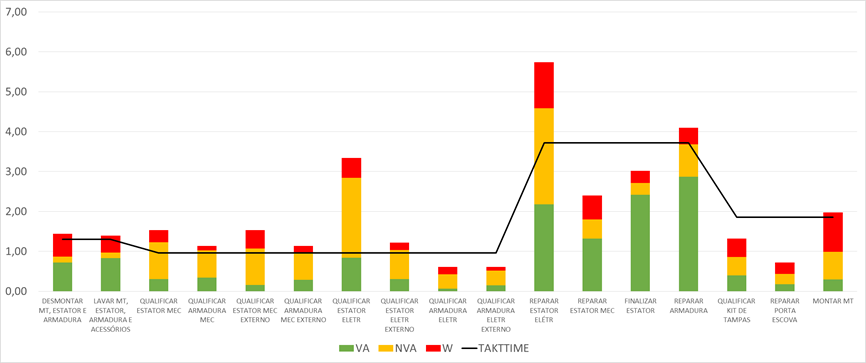 7,00
6,00
5,00
4,00
3,00
2,00
1,00
0,00
DESMONTAR
MT, ESTATOR E
ARMADURA
LAVAR MT,
ESTATOR,
ARMADURA E
ACESSÓRIOS
QUALIFICAR
ESTATOR MEC
QUALIFICAR
ARMADURA
MEC
QUALIFICAR
ESTATOR MEC
EXTERNO
QUALIFICAR
ARMADURA
MEC EXTERNO
QUALIFICAR
ESTATOR
ELETR
QUALIFICAR
ESTATOR
ELETR
EXTERNO
QUALIFICAR
ARMADURA
ELETR
QUALIFICAR
ARMADURA
ELETR
EXTERNO
REPARAR
ESTATOR
ELÉTR
REPARAR
ESTATOR MEC
FINALIZAR
ESTATOR
REPARAR
ARMADURA
QUALIFICAR
KIT DE
TAMPAS
REPARAR
PORTA
ESCOVA
MONTAR MT
VA NVA W TAKTTIME